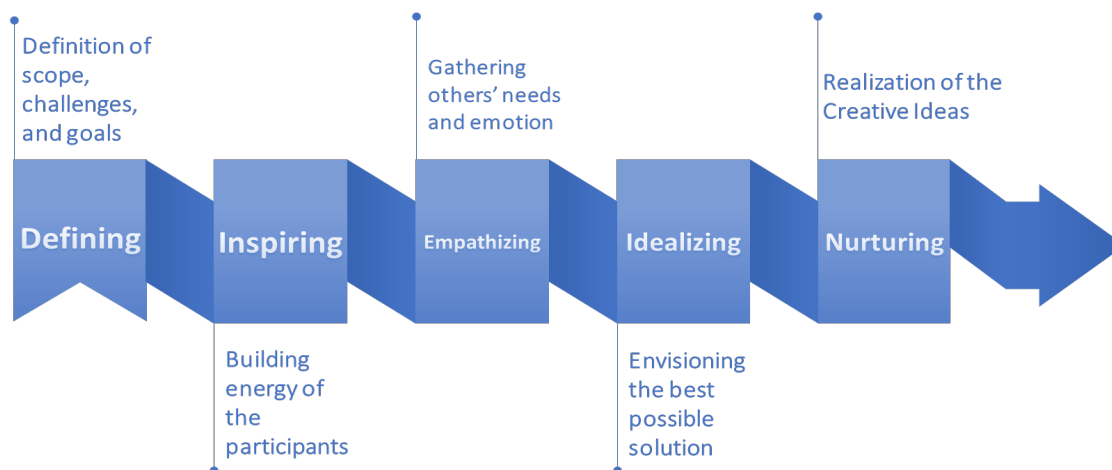 Definition of
scope,
challenges,
and goals
Gathering
others’ needs
and emotion
Realization of the
Creative Ideas
Defining
Inspiring
Empathizing
Idealizing
Nurturing
Building
energy of
the
participants
Envisioning
the best
possible
solution